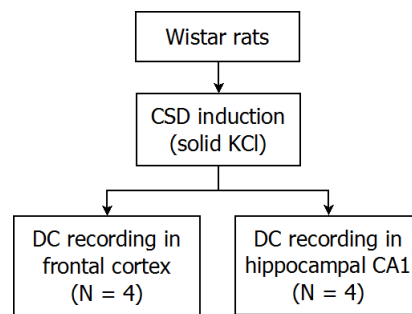 Wistar rats
CSD induction
(solid KCl)
DC recording in
frontal cortex
(N = 4)
DC recording in
hippocampal CA1
(N = 4)